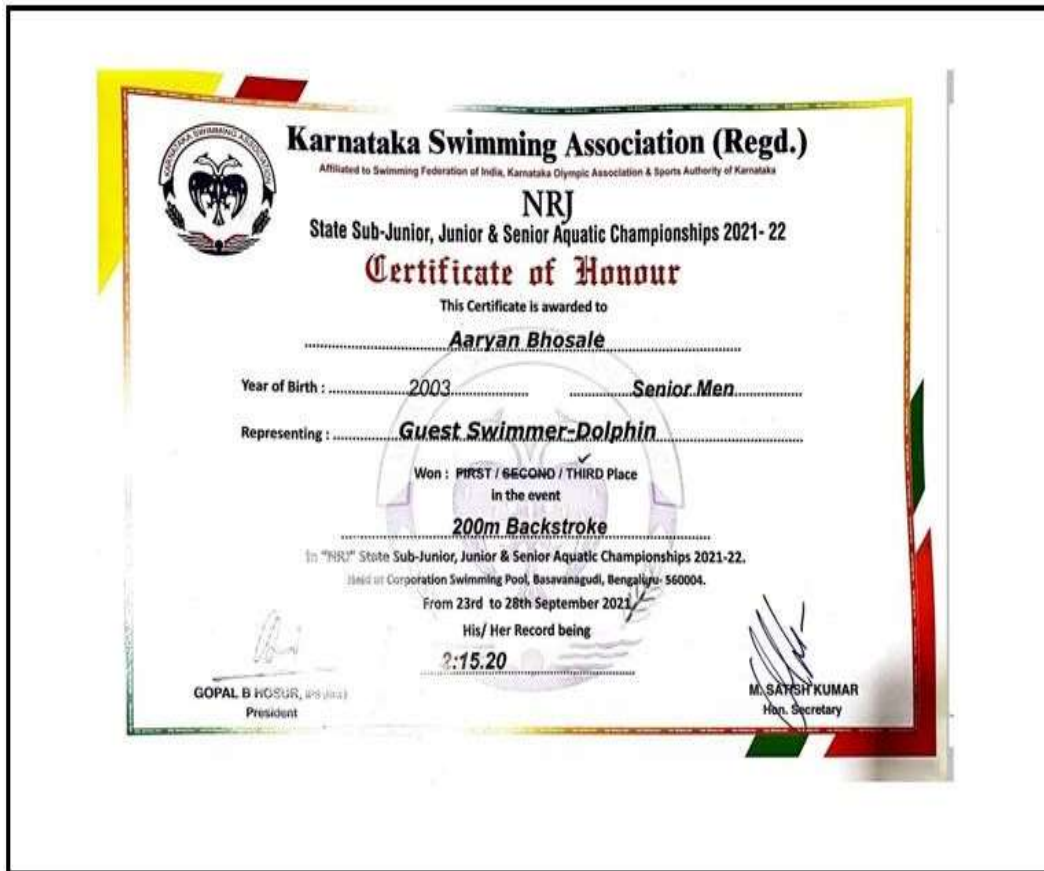 KARNATAKA SWIMMING ASSOCIATION
Karnataka Swimming Association (Regd.)
Affiliated to Swimming Federation of India, Karnataka Olympic Association & Sports Authority of Karnataka
NRJ
State Sub-Junior, Junior & Senior Aquatic Championships 2021- 22
Certificate of Honour
This Certificate is awarded to
Aaryan Bhosale
Year of Birth : 2003 Senior Men
Representing : Guest Swimmer-Dolphin
Won : FIRST / SECOND / THIRD Place
in the event
200m Backstroke
In "NRJ" State Sub-Junior, Junior & Senior Aquatic Championships 2021-22.
Held at Corporation Swimming Pool, Basavanagudi, Bengaluru- 560004.
From 23rd to 28th September 2021
His/ Her Record being
2:15.20
GOPAL B HOSUR,
President
M. SATISH KUMAR
Hon. Secretary